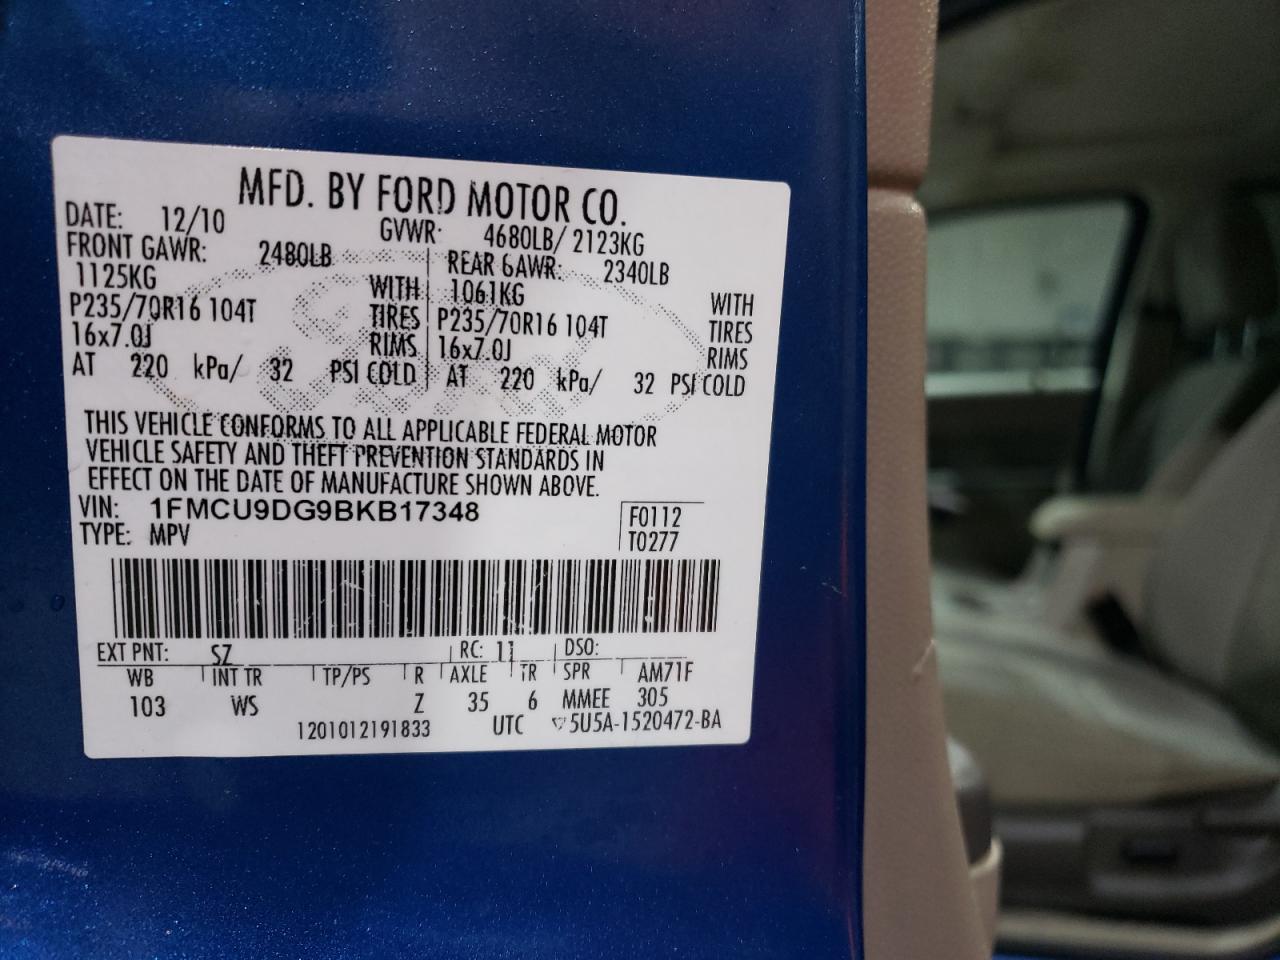 MFD. BY FORD MOTOR CO.
DATE: 12/10 GVWR: 4680LB/ 2123KG
FRONT GAWR: 2480LB REAR GAWR: 2340LB
1125KG WITH 1061KG WITH
P235/70R16 104T TIRES P235/70R16 104T TIRES
16x7.0J RIMS 16x7.0J RIMS
AT 220 kPa/ 32 PSI COLD AT 220 kPa/ 32 PSI COLD
THIS VEHICLE CONFORMS TO ALL APPLICABLE FEDERAL MOTOR
VEHICLE SAFETY AND THEFT PREVENTION STANDARDS IN
EFFECT ON THE DATE OF MANUFACTURE SHOWN ABOVE.
VIN: 1FMCU9DG9BKB17348 F0112
TYPE: MPV T0277
EXT PNT: SZ RC: 11 DSO:
WB INT TR TP/PS R AXLE TR SPR AM71F
103 WS Z 35 6 MMEE 305
1201012191833 UTC 5U5A-1520472-BA